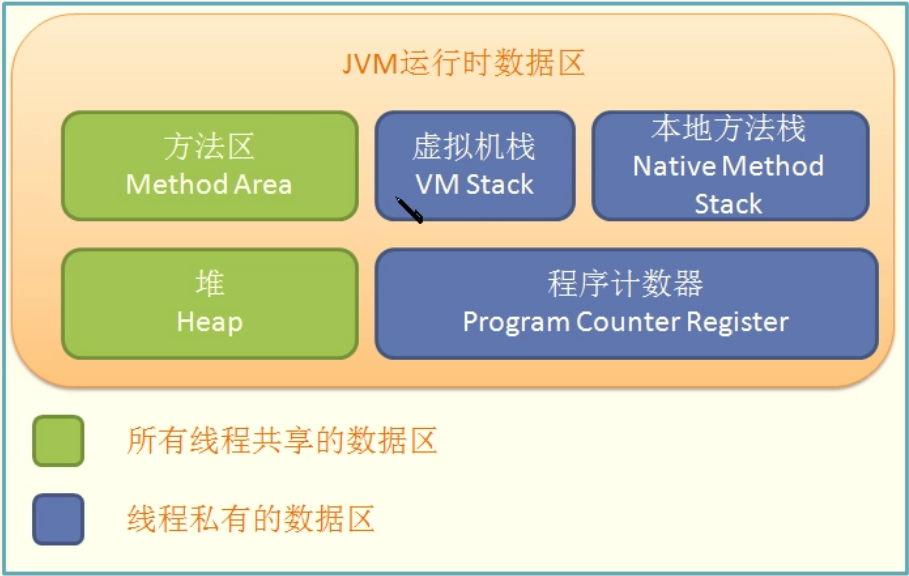 JVM运行时数据区
方法区
Method Area
虚拟机栈
VM Stack
本地方法栈
Native Method
Stack
堆
Heap
程序计数器
Program Counter Register
所有线程共享的数据区
线程私有的数据区